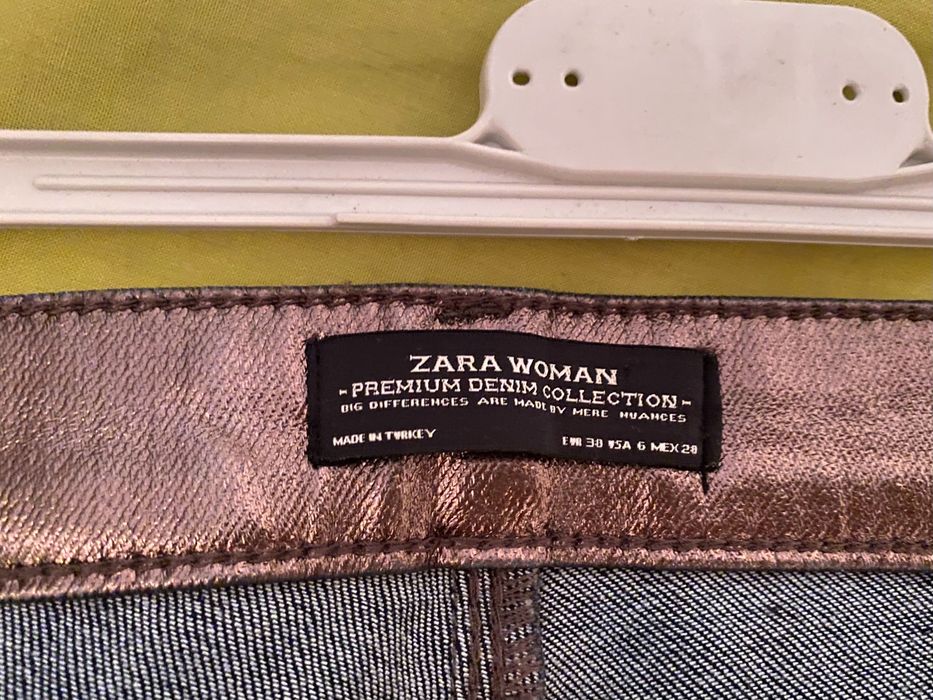 ZARA WOMAN
- PREMIUM DENIM COLLECTION -
BIG DIFFERENCES ARE MADE BY MERE NUANCES
MADE IN TURKEY
EUR 38 USA 6 MEX 28